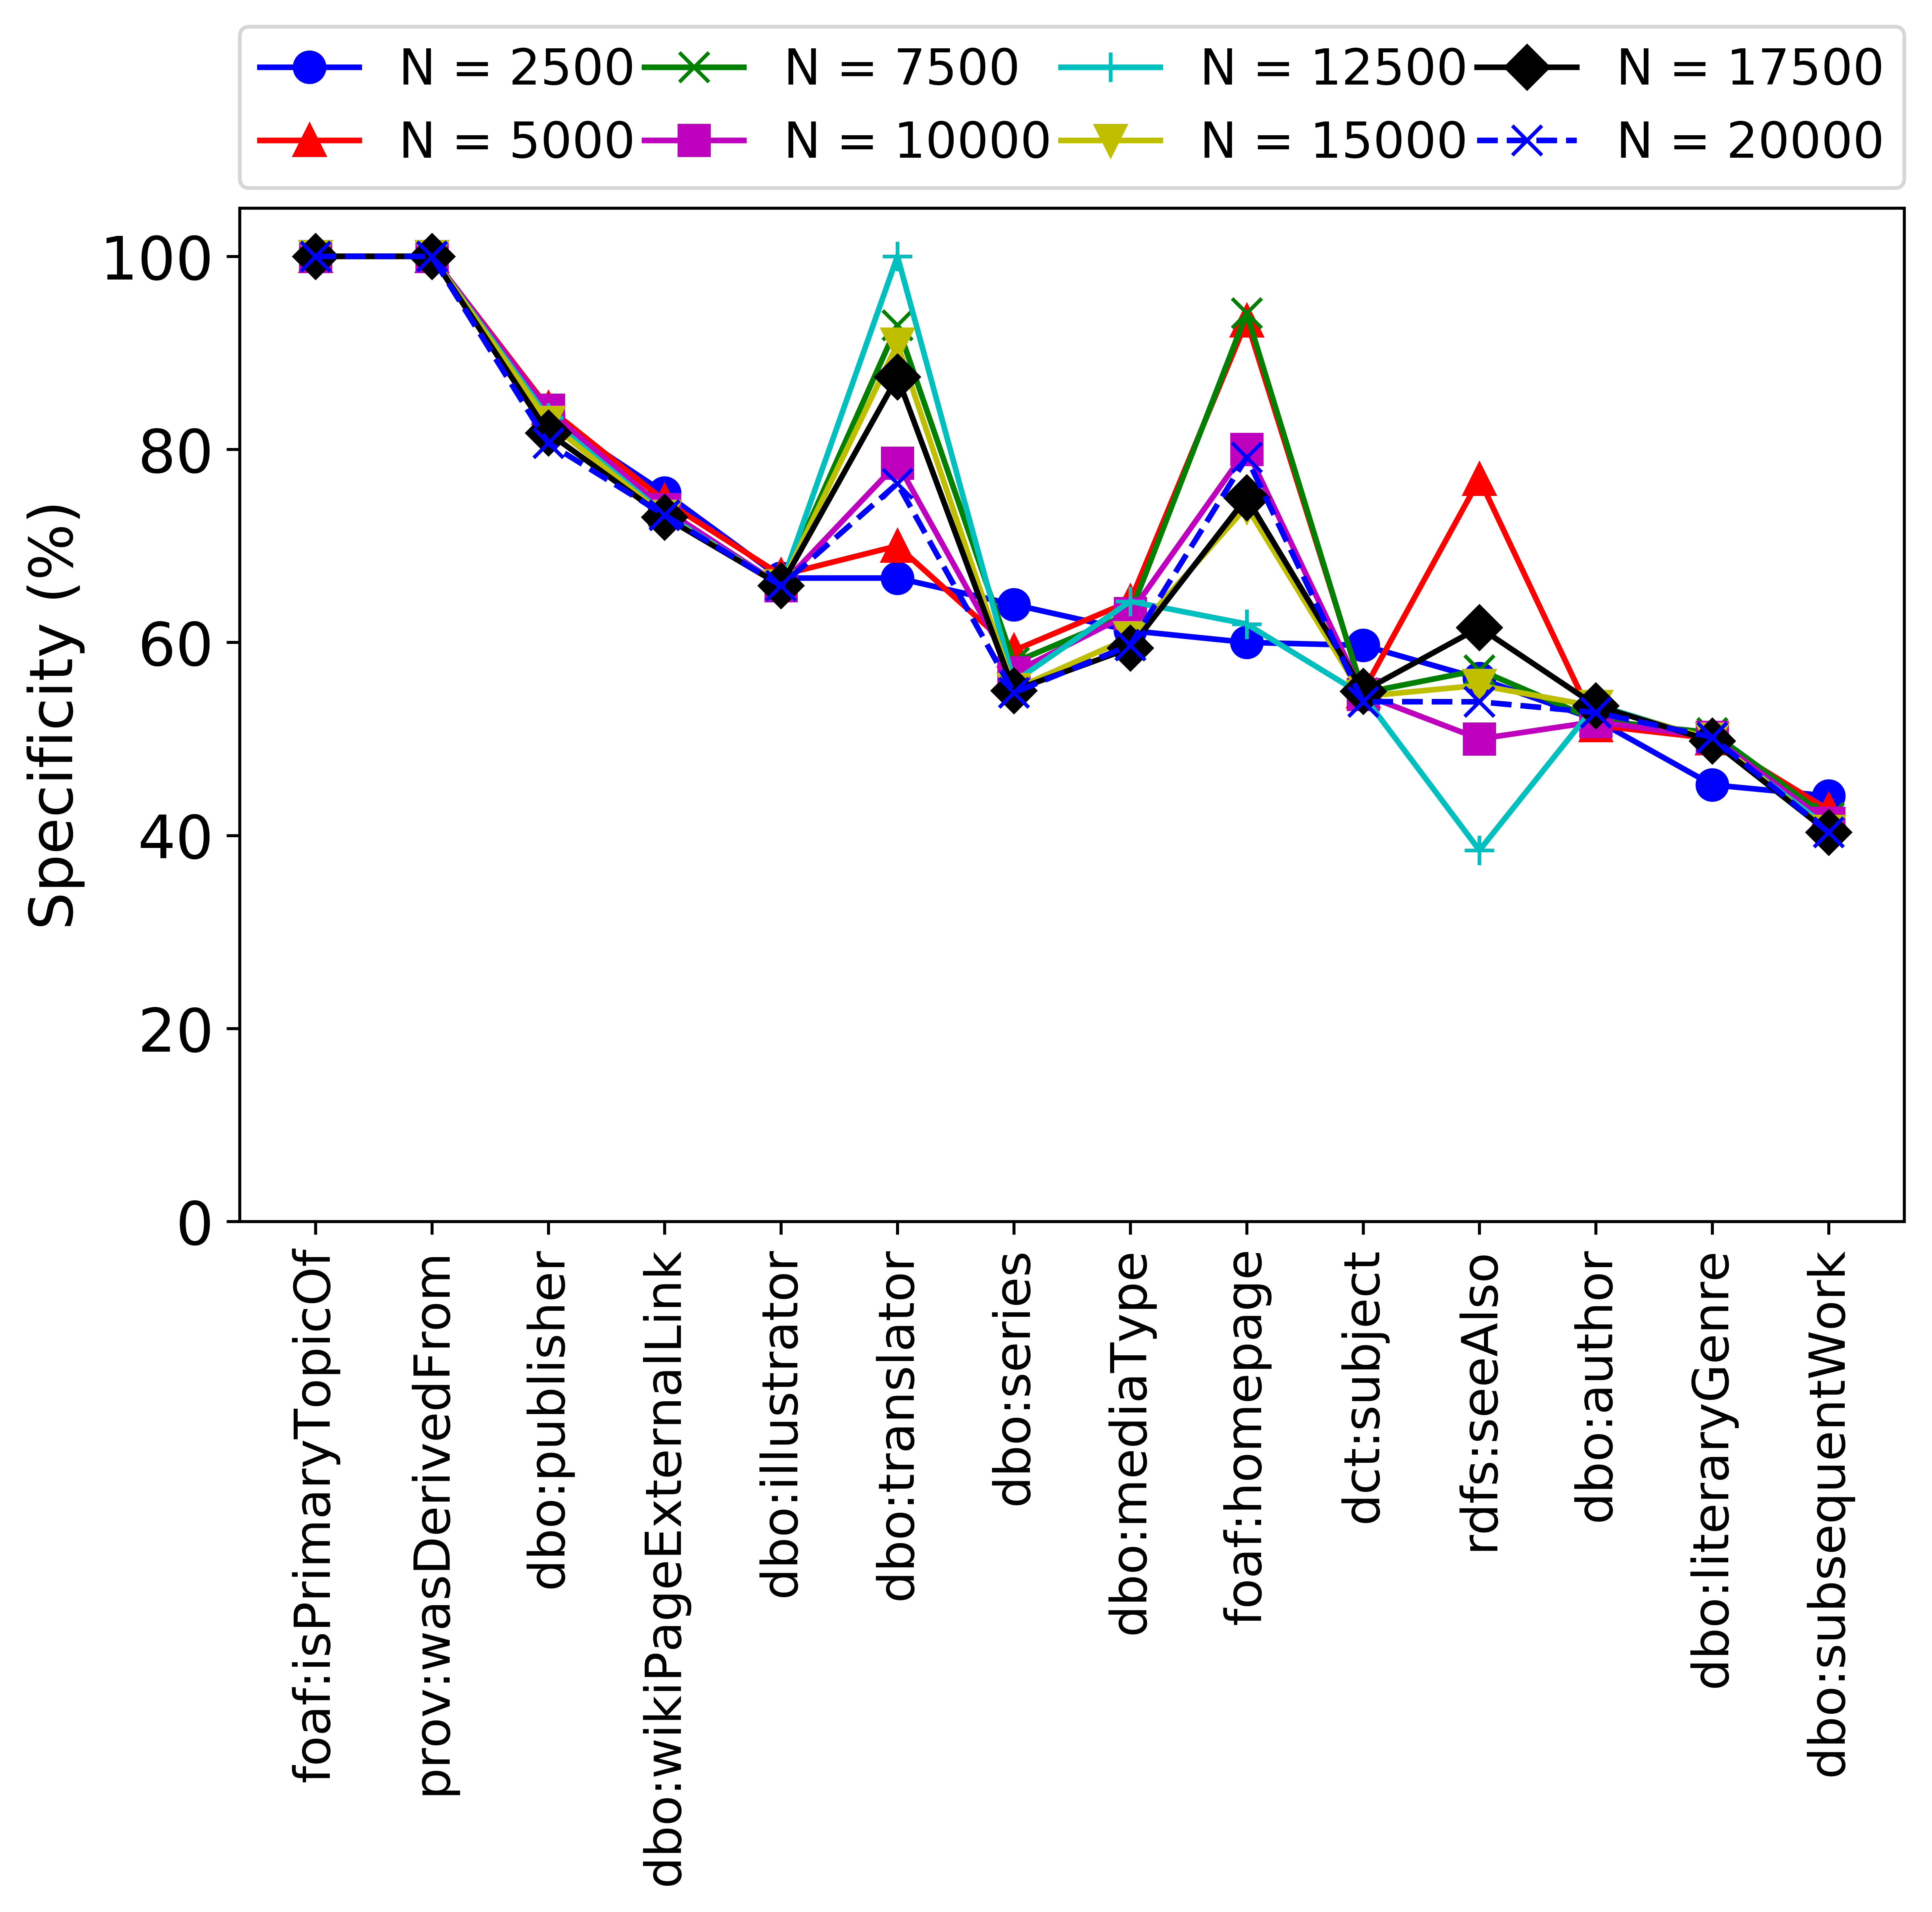 N = 2500 N = 7500 N = 12500 N = 17500
N = 5000 N = 10000 N = 15000 N = 20000
Specificity (%)
100
80
60
40
20
0
foaf:isPrimaryTopicOf
prov:wasDerivedFrom
dbo:publisher
dbo:wikiPageExternalLink
dbo:illustrator
dbo:translator
dbo:series
dbo:mediaType
foaf:homepage
dct:subject
rdfs:seeAlso
dbo:author
dbo:literaryGenre
dbo:subsequentWork